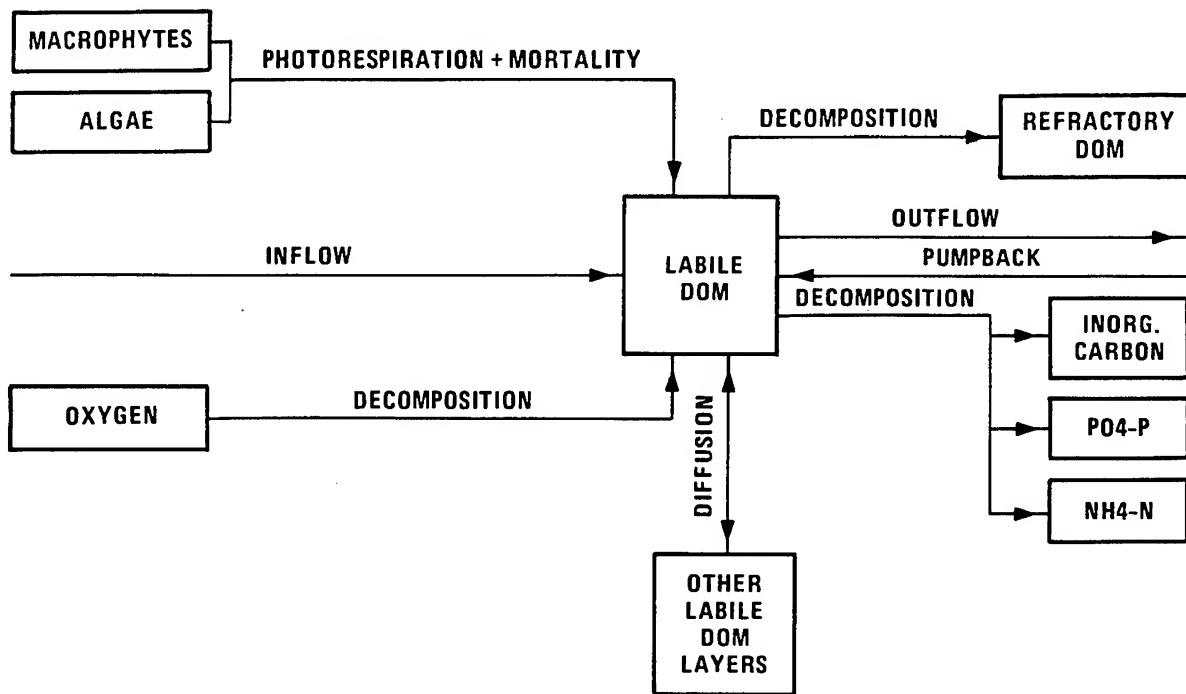 MACROPHYTES
PHOTORESPIRATION + MORTALITY
ALGAE
DECOMPOSITION
REFRACTORY
DOM
OUTFLOW
INFLOW
LABILE
DOM
PUMPBACK
DECOMPOSITION
INORG.
CARBON
OXYGEN
DECOMPOSITION
DIFFUSION
PO4-P
NH4-N
OTHER
LABILE
DOM
LAYERS